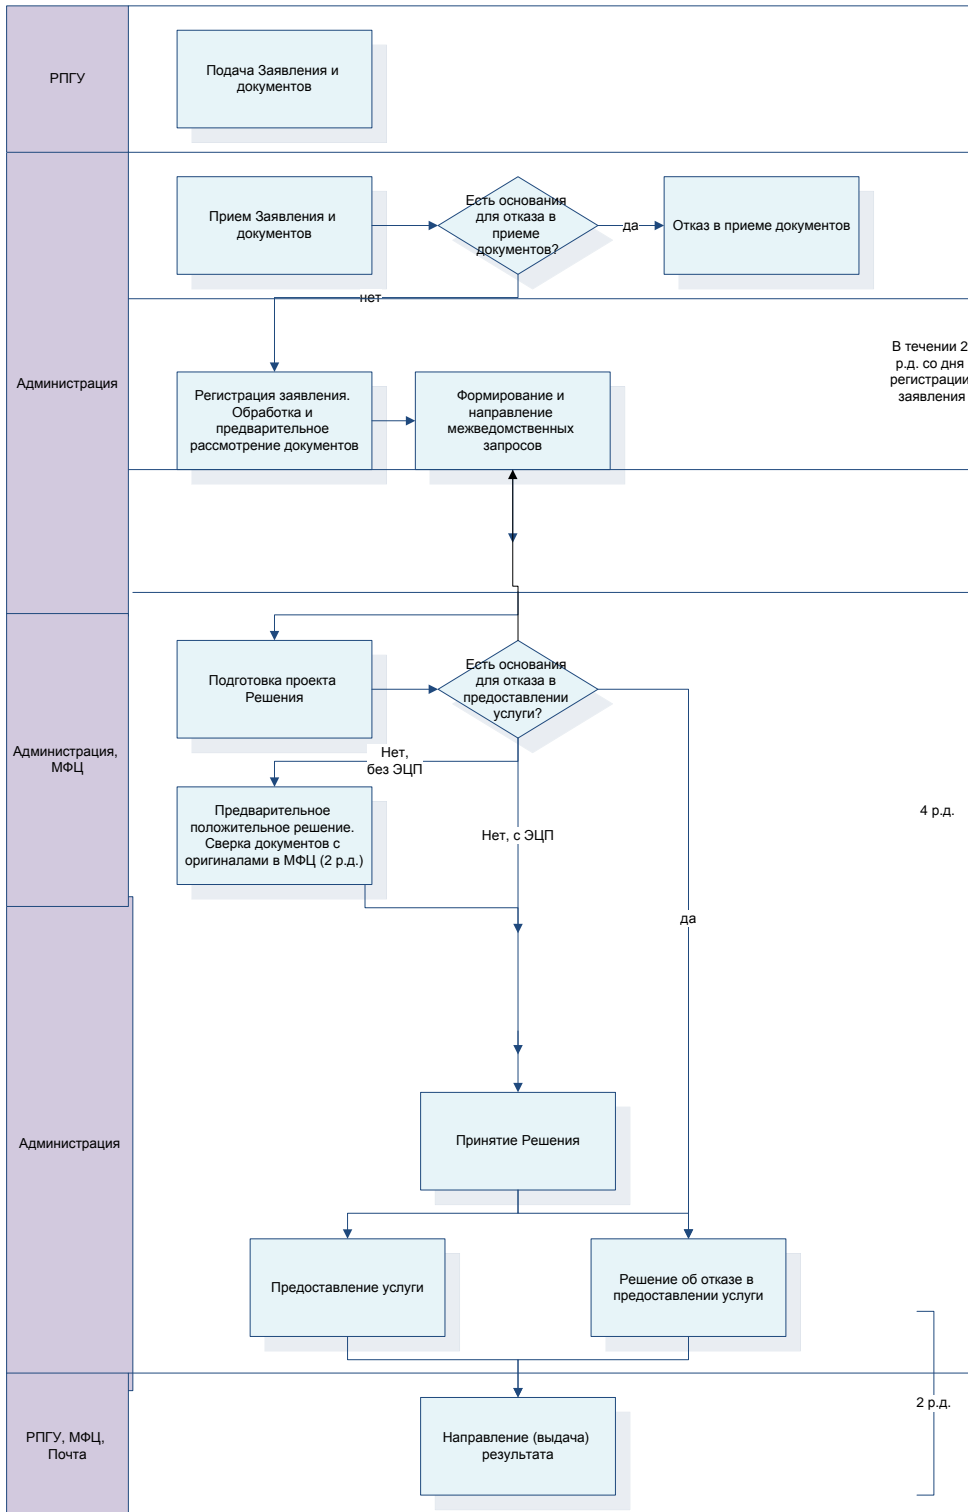 РПГУ
Подача Заявления и
документов
Администрация
Прием Заявления и
документов
Есть основания
для отказа в
приеме
документов?
да
Отказ в приеме документов
нет
В течении 2
р.д. со дня
регистрации
заявления
Регистрация заявления.
Обработка и
предварительное
рассмотрение документов
Формирование и
направление
межведомственных
запросов
Администрация,
МФЦ
Подготовка проекта
Решения
Есть основания
для отказа в
предоставлении
услуги?
Нет,
без ЭЦП
Предварительное
положительное решение.
Сверка документов с
оригиналами в МФЦ (2 р.д.)
Нет, с ЭЦП
4 р.д.
да
Администрация
Принятие Решения
Предоставление услуги
Решение об отказе в
предоставлении услуги
РПГУ, МФЦ,
Почта
Направление (выдача)
результата
2 р.д.